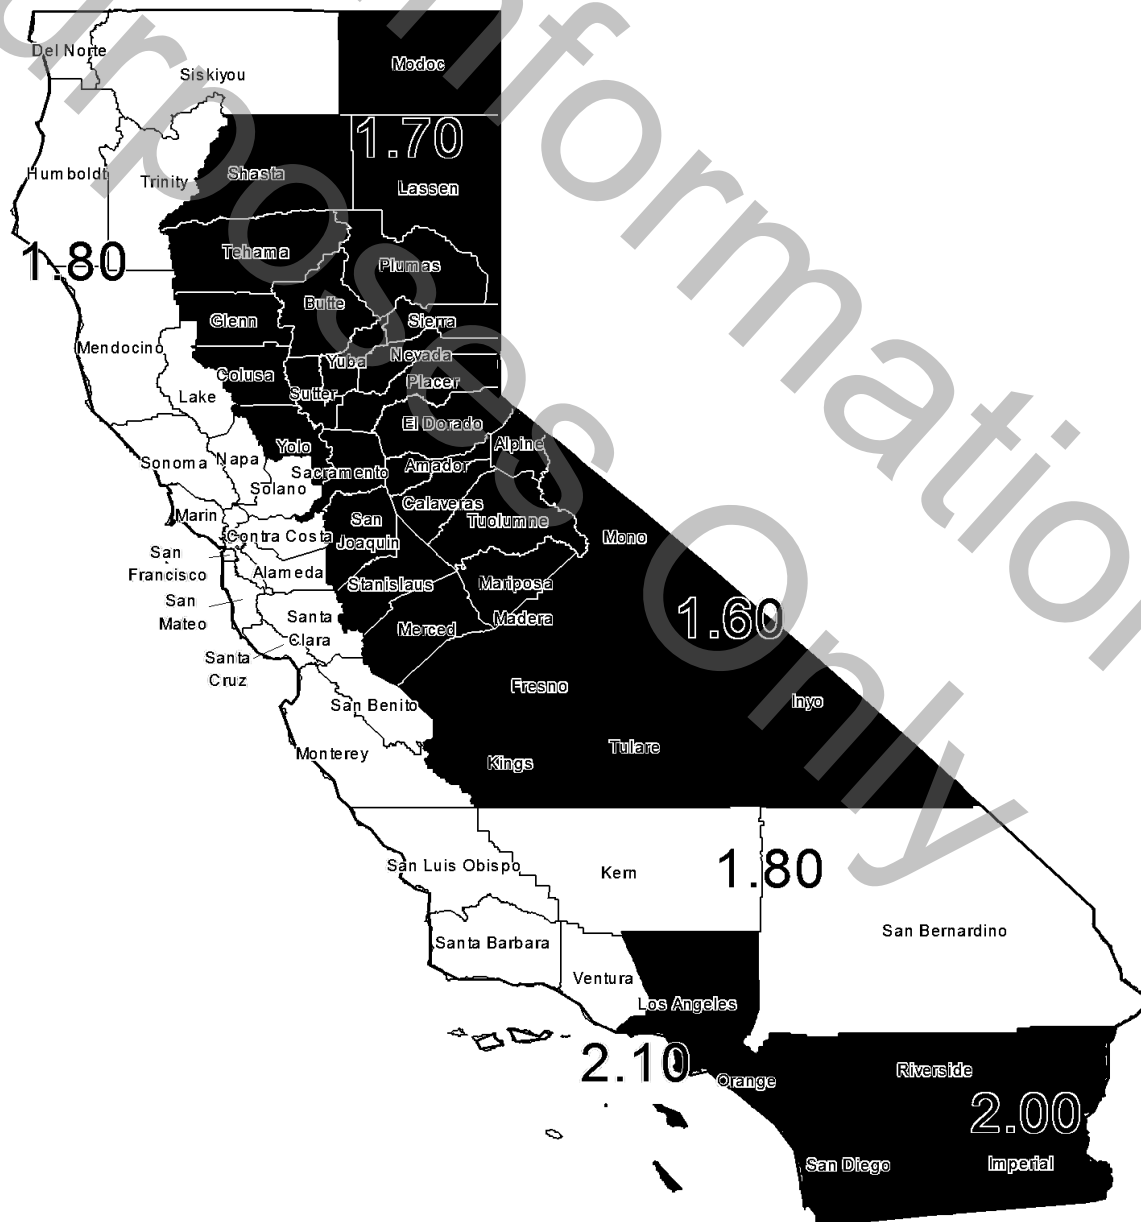 Purposes Only
Information
Del Norte
Siskiyou
Modoc
1.70
Humboldt
Trinity
Shasta
Lassen
1.80
Tehama
Plumas
Butte
Glenn
Sierra
Mendocino
Colusa
Yuba
Nevada
Placer
Lake
Sutter
El Dorado
Alpine
Sonoma
Napa
Yolo
Sacramento
Amador
Solano
Calaveras
Marin
San
Joaquin
Tuolumne
Contra Costa
Mono
San
Francisco
Alameda
Stanislaus
Mariposa
San
Mateo
Santa
Clara
Merced
Madera
1.60
Santa
Cruz
Fresno
Inyo
San Benito
Monterey
Kings
Tulare
San Luis Obispo
Kern
1.80
San Bernardino
Santa Barbara
Ventura
Los Angeles
2.10
Orange
Riverside
2.00
San Diego
Imperial